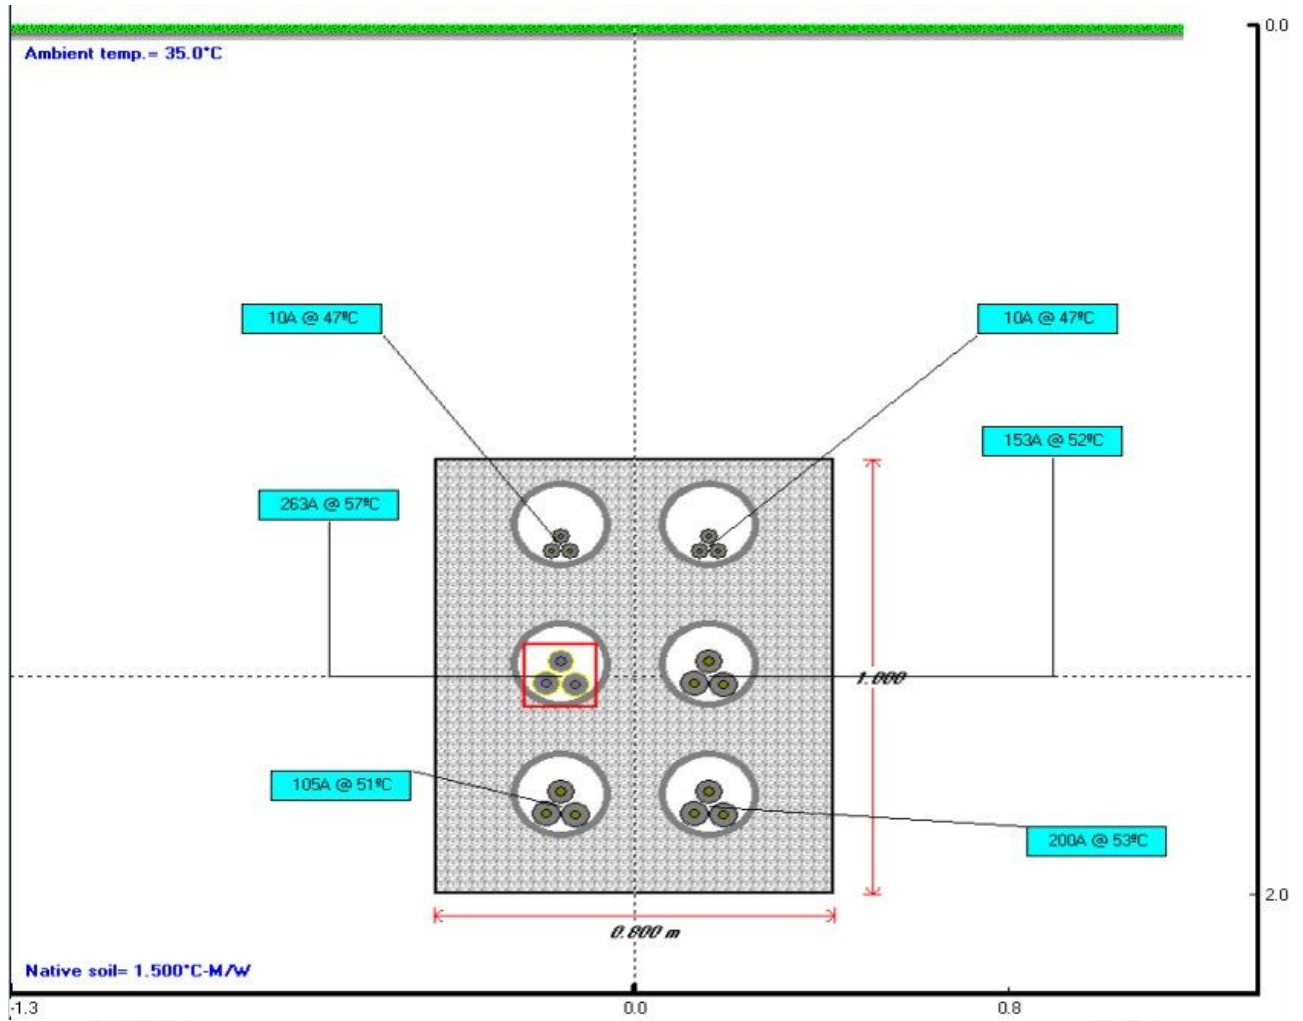 0.0
Ambient temp.= 35.0°C
10A @ 47ºC
10A @ 47ºC
153A @ 52ºC
263A @ 57ºC
1.000
105A @ 51ºC
200A @ 53ºC
2.0
0.800 m
Native soil= 1.500°C-M/W
-1.3
0.0
0.8